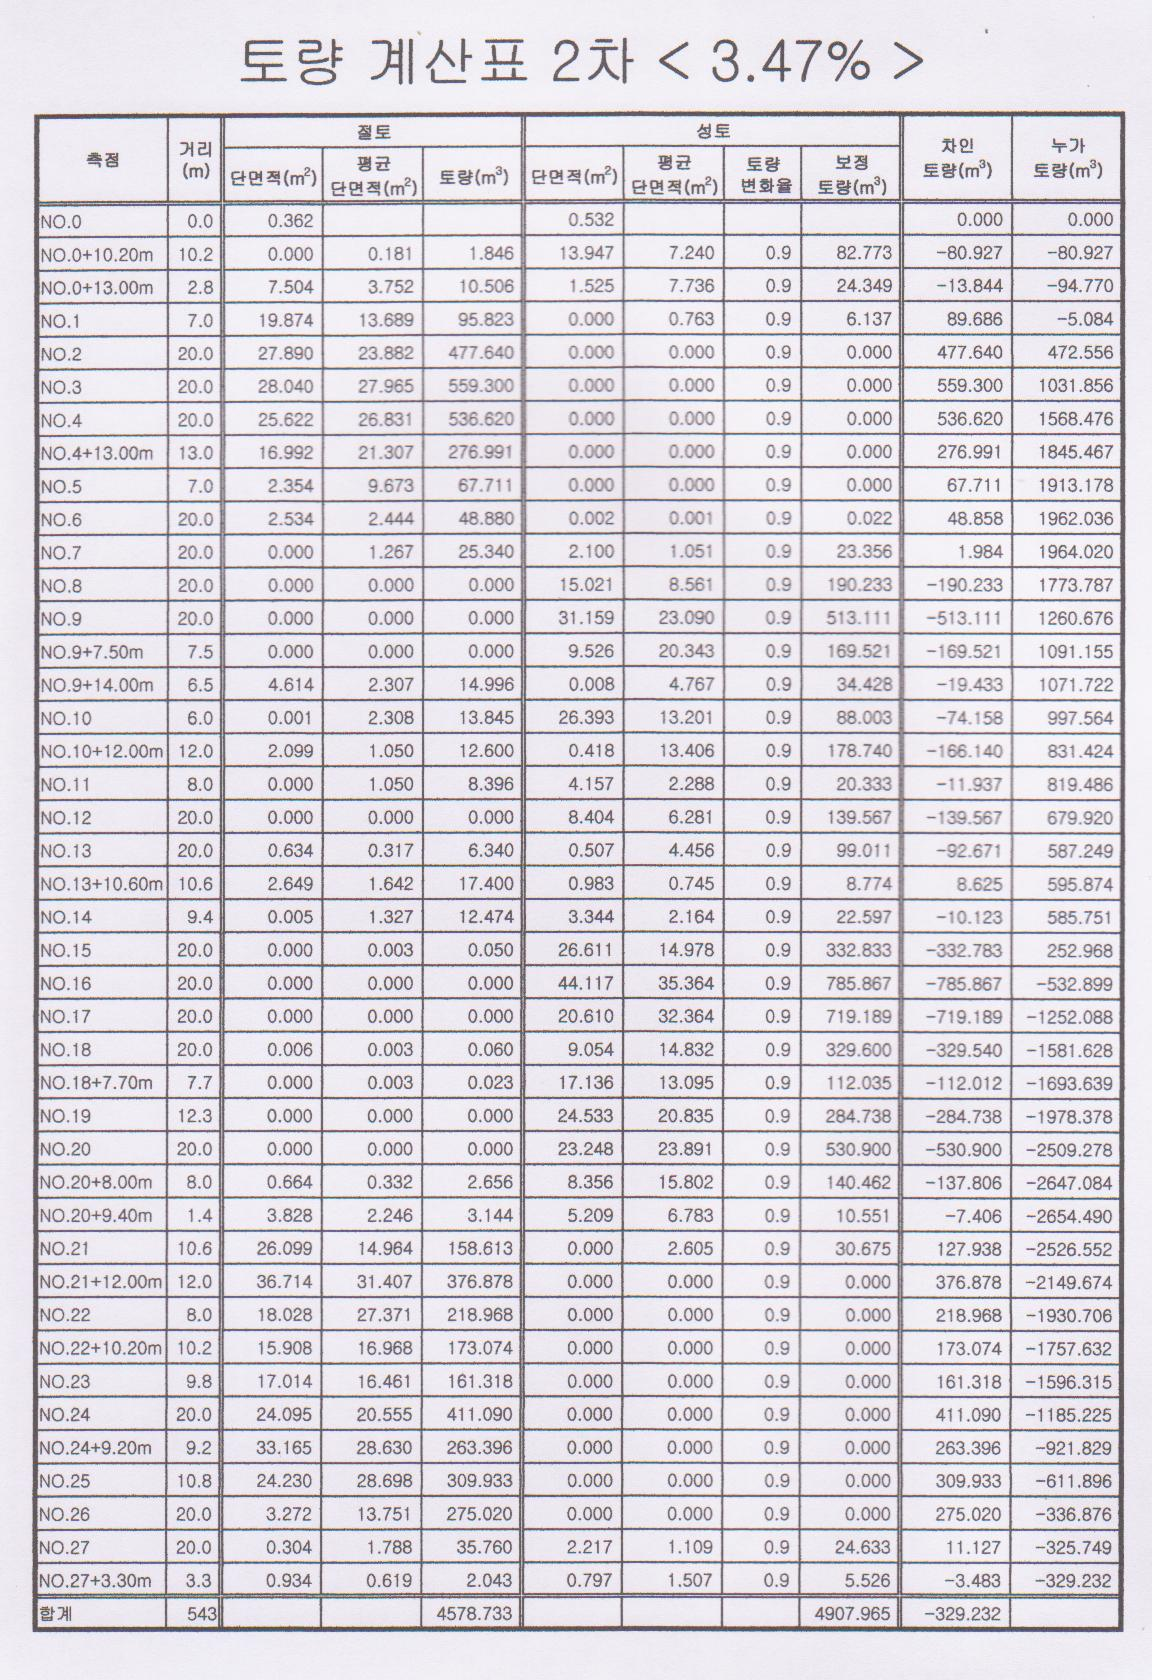 토량 계산표 2차 < 3.47% >
측점 거리(m) 절토 성토 차인토량(m³) 누가토량(m³)
단면적(m²) 평균단면적(m²) 토량(m³) 단면적(m²) 평균단면적(m²) 토량변화율 보정토량(m³)
NO.0 0.0 0.362 0.532 0.000 0.000
NO.0+10.20m 10.2 0.000 0.181 1.846 13.947 7.240 0.9 82.773 -80.927 -80.927
NO.0+13.00m 2.8 7.504 3.752 10.506 1.525 7.736 0.9 24.349 -13.844 -94.770
NO.1 7.0 19.874 13.689 95.823 0.000 0.763 0.9 6.137 89.686 -5.084
NO.2 20.0 27.890 23.882 477.640 0.000 0.000 0.9 0.000 477.640 472.556
NO.3 20.0 28.040 27.965 559.300 0.000 0.000 0.9 0.000 559.300 1031.856
NO.4 20.0 25.622 26.831 536.620 0.000 0.000 0.9 0.000 536.620 1568.476
NO.4+13.00m 13.0 16.992 21.307 276.991 0.000 0.000 0.9 0.000 276.991 1845.467
NO.5 7.0 2.354 9.673 67.711 0.000 0.000 0.9 0.000 67.711 1913.178
NO.6 20.0 2.534 2.444 48.880 0.002 0.001 0.9 0.022 48.858 1962.036
NO.7 20.0 0.000 1.267 25.340 2.100 1.051 0.9 23.356 1.984 1964.020
NO.8 20.0 0.000 0.000 0.000 15.021 8.561 0.9 190.233 -190.233 1773.787
NO.9 20.0 0.000 0.000 0.000 31.159 23.090 0.9 513.111 -513.111 1260.676
NO.9+7.50m 7.5 0.000 0.000 0.000 9.526 20.343 0.9 169.521 -169.521 1091.155
NO.9+14.00m 6.5 4.614 2.307 14.996 0.008 4.767 0.9 34.428 -19.433 1071.722
NO.10 6.0 0.001 2.308 13.845 26.393 13.201 0.9 88.003 -74.158 997.564
NO.10+12.00m 12.0 2.099 1.050 12.600 0.418 13.406 0.9 178.740 -166.140 831.424
NO.11 8.0 0.000 1.050 8.396 4.157 2.288 0.9 20.333 -11.937 819.486
NO.12 20.0 0.000 0.000 0.000 8.404 6.281 0.9 139.567 -139.567 679.920
NO.13 20.0 0.634 0.317 6.340 0.507 4.456 0.9 99.011 -92.671 587.249
NO.13+10.60m 10.6 2.649 1.642 17.400 0.983 0.745 0.9 8.774 8.625 595.874
NO.14 9.4 0.005 1.327 12.474 3.344 2.164 0.9 22.597 -10.123 585.751
NO.15 20.0 0.000 0.003 0.050 26.611 14.978 0.9 332.833 -332.783 252.968
NO.16 20.0 0.000 0.000 0.000 44.117 35.364 0.9 785.867 -785.867 -532.899
NO.17 20.0 0.000 0.000 0.000 20.610 32.364 0.9 719.189 -719.189 -1252.088
NO.18 20.0 0.006 0.003 0.060 9.054 14.832 0.9 329.600 -329.540 -1581.628
NO.18+7.70m 7.7 0.000 0.003 0.023 17.136 13.095 0.9 112.035 -112.012 -1693.639
NO.19 12.3 0.000 0.000 0.000 24.533 20.835 0.9 284.738 -284.738 -1978.378
NO.20 20.0 0.000 0.000 0.000 23.248 23.891 0.9 530.900 -530.900 -2509.278
NO.20+8.00m 8.0 0.664 0.332 2.656 8.356 15.802 0.9 140.462 -137.806 -2647.084
NO.20+9.40m 1.4 3.828 2.246 3.144 5.209 6.783 0.9 10.551 -7.406 -2654.490
NO.21 10.6 26.099 14.964 158.613 0.000 2.605 0.9 30.675 127.938 -2526.552
NO.21+12.00m 12.0 36.714 31.407 376.878 0.000 0.000 0.9 0.000 376.878 -2149.674
NO.22 8.0 18.028 27.371 218.968 0.000 0.000 0.9 0.000 218.968 -1930.706
NO.22+10.20m 10.2 15.908 16.968 173.074 0.000 0.000 0.9 0.000 173.074 -1757.632
NO.23 9.8 17.014 16.461 161.318 0.000 0.000 0.9 0.000 161.318 -1596.315
NO.24 20.0 24.095 20.555 411.090 0.000 0.000 0.9 0.000 411.090 -1185.225
NO.24+9.20m 9.2 33.165 28.630 263.396 0.000 0.000 0.9 0.000 263.396 -921.829
NO.25 10.8 24.230 28.698 309.933 0.000 0.000 0.9 0.000 309.933 -611.896
NO.26 20.0 3.272 13.751 275.020 0.000 0.000 0.9 0.000 275.020 -336.876
NO.27 20.0 0.304 1.788 35.760 2.217 1.109 0.9 24.633 11.127 -325.749
NO.27+3.30m 3.3 0.934 0.619 2.043 0.797 1.507 0.9 5.526 -3.483 -329.232
합계 543 4578.733 4907.965 -329.232